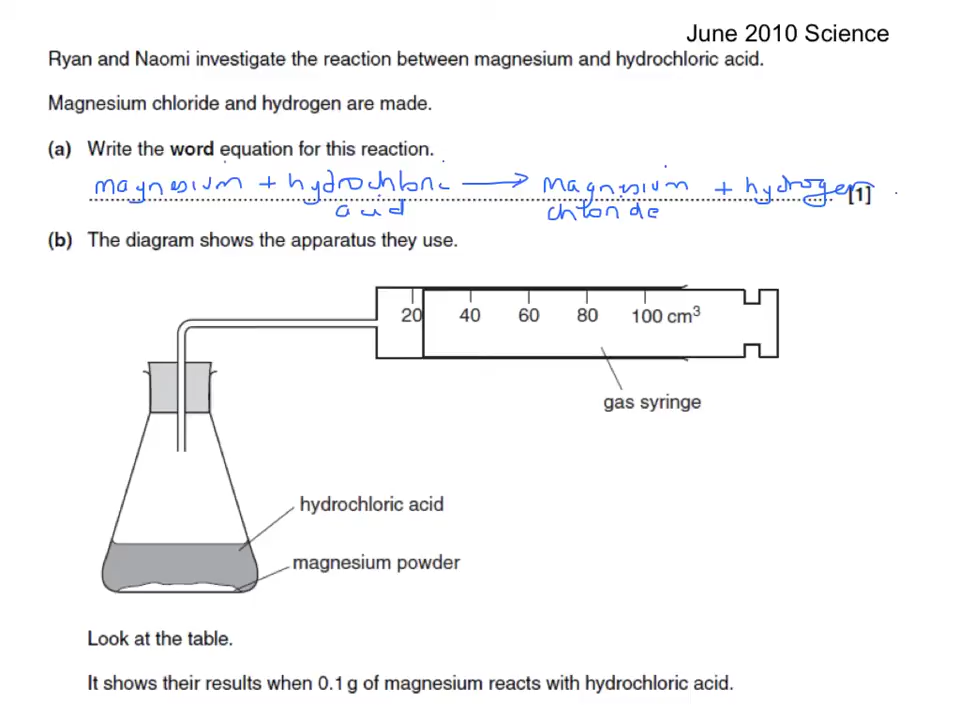 June 2010 Science
Ryan and Naomi investigate the reaction between magnesium and hydrochloric acid.
Magnesium chloride and hydrogen are made.
(a) Write the word equation for this reaction.
magnesium + hydrochloric → magnesium + hydrogen [1]
acid chloride
(b) The diagram shows the apparatus they use.
20 40 60 80 100 cm³
gas syringe
hydrochloric acid
magnesium powder
Look at the table.
It shows their results when 0.1 g of magnesium reacts with hydrochloric acid.